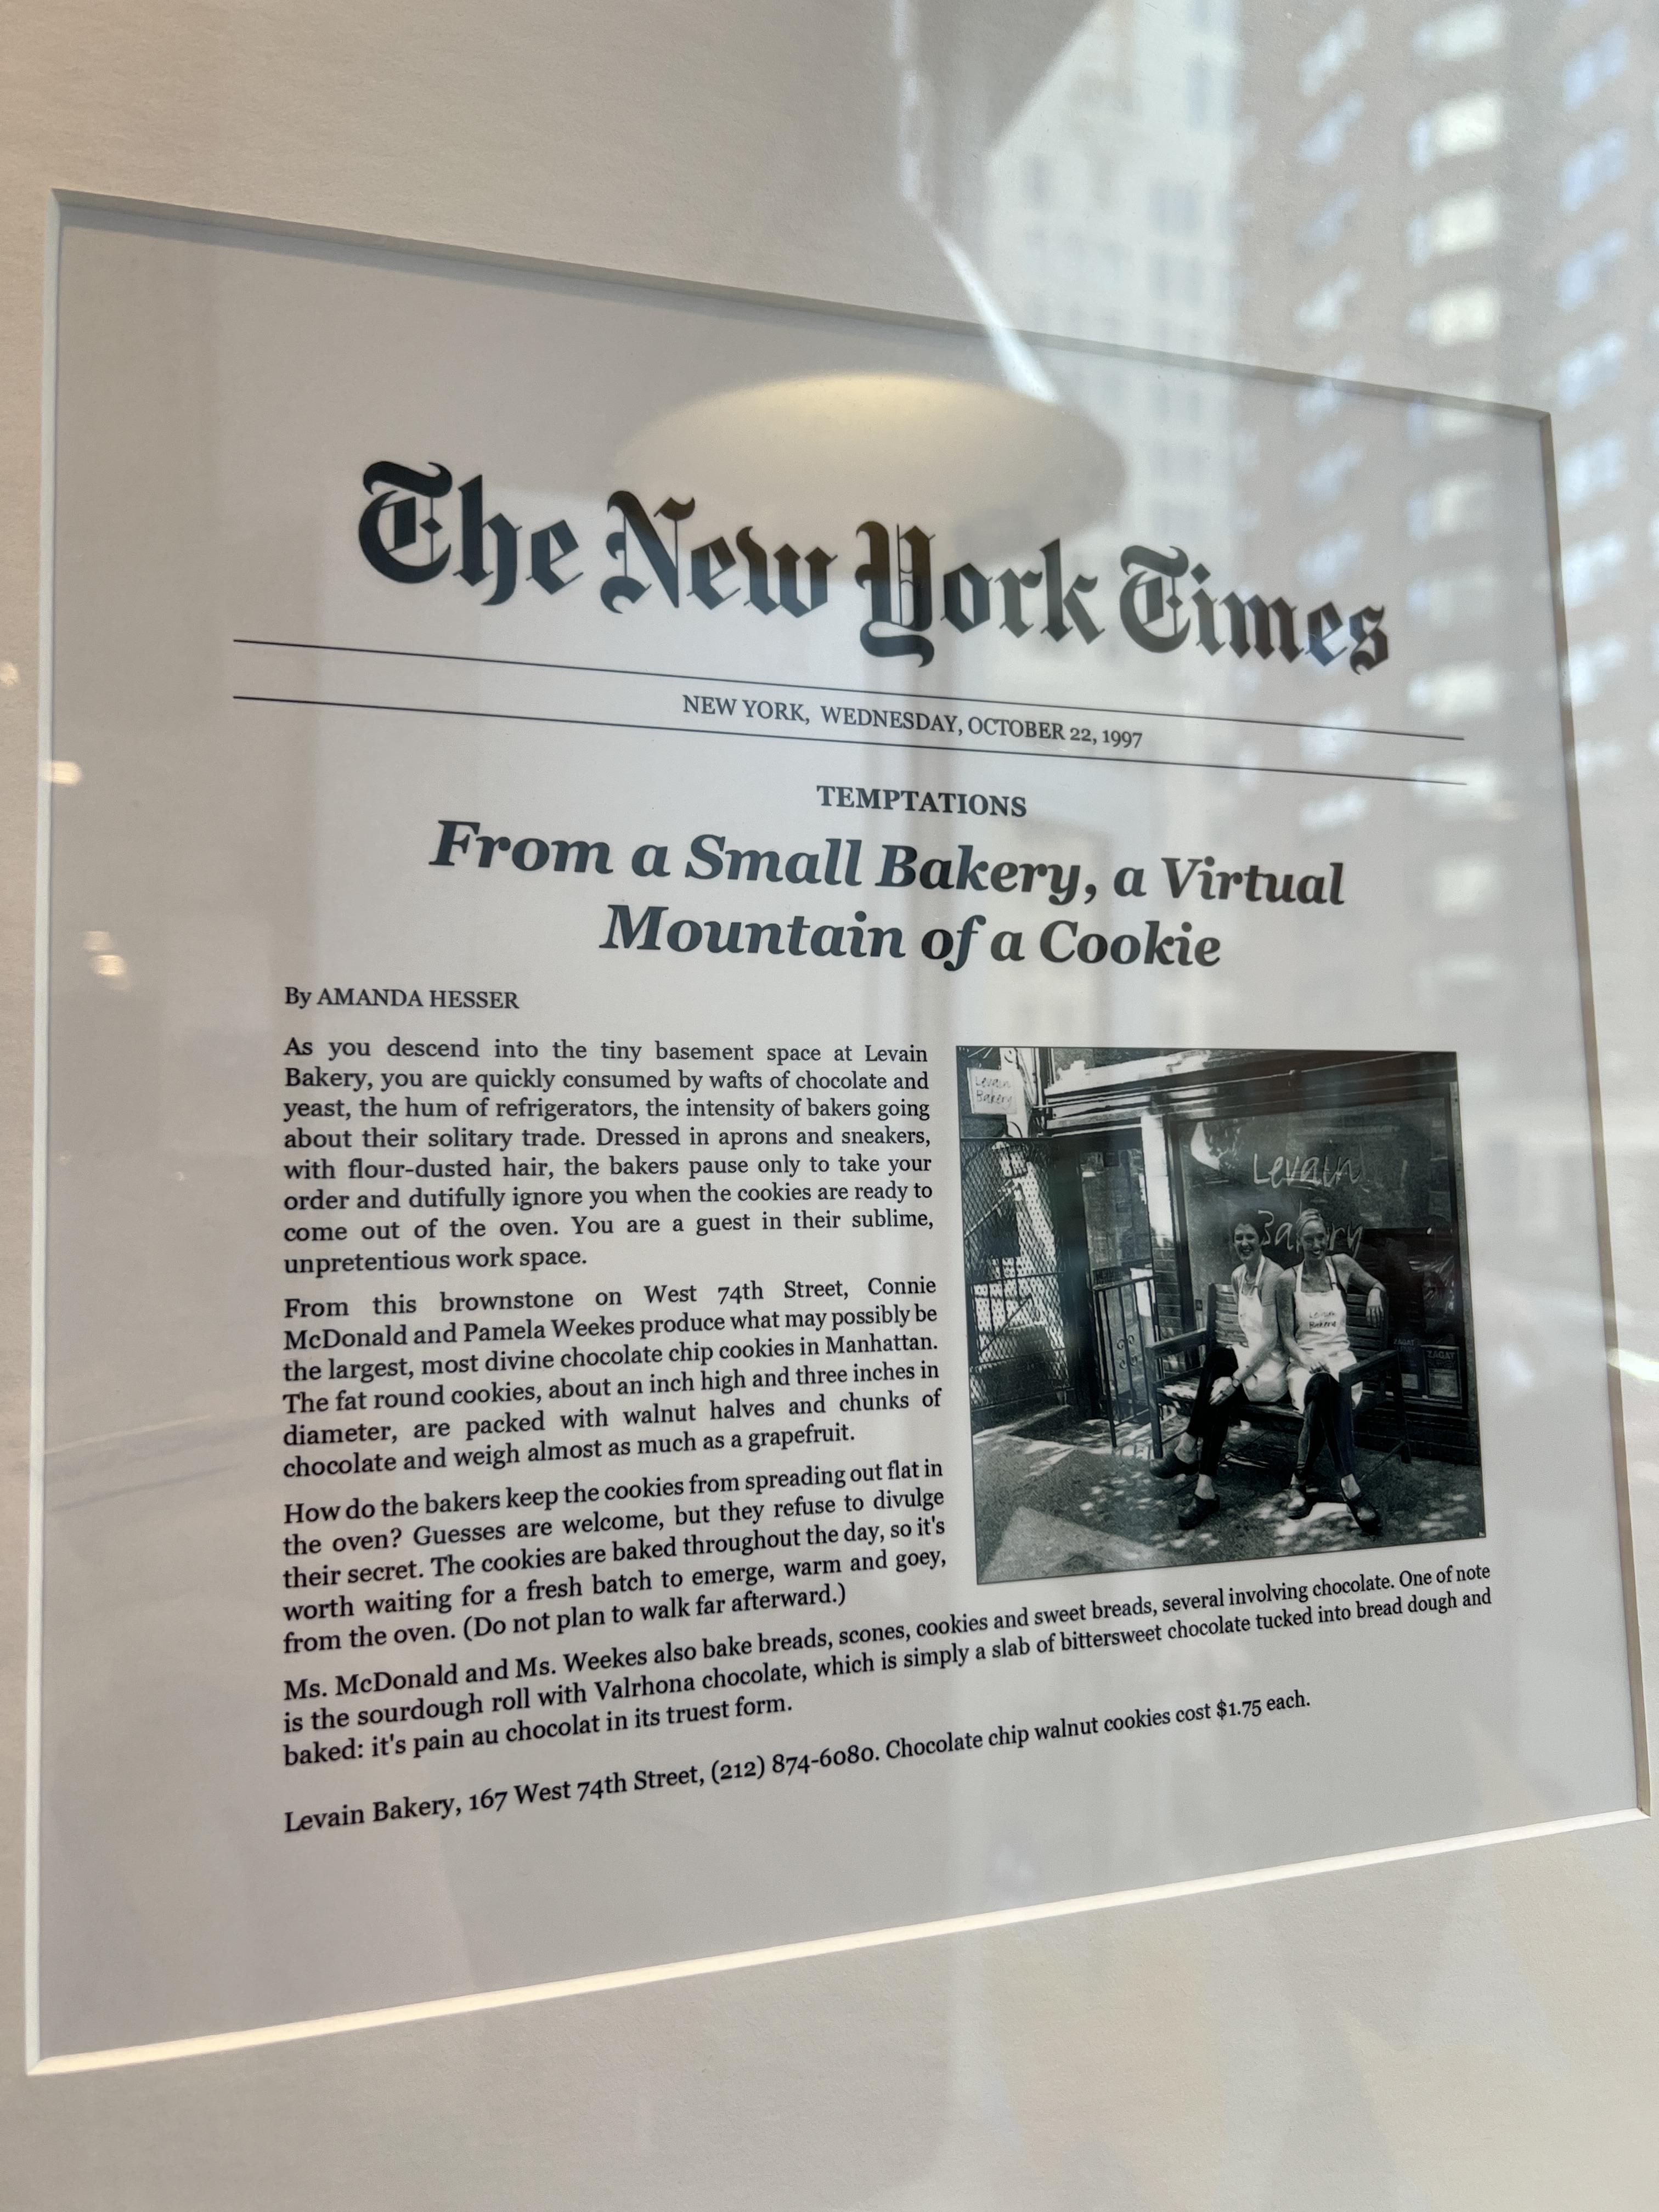 The New York Times
NEW YORK, WEDNESDAY, OCTOBER 22, 1997
TEMPTATIONS
From a Small Bakery, a Virtual
Mountain of a Cookie
By AMANDA HESSER
As you descend into the tiny basement space at Levain
Bakery, you are quickly consumed by wafts of chocolate and
yeast, the hum of refrigerators, the intensity of bakers going
about their solitary trade. Dressed in aprons and sneakers,
with flour-dusted hair, the bakers pause only to take your
order and dutifully ignore you when the cookies are ready to
come out of the oven. You are a guest in their sublime,
unpretentious work space.
From this brownstone on West 74th Street, Connie
McDonald and Pamela Weekes produce what may possibly be
the largest, most divine chocolate chip cookies in Manhattan.
The fat round cookies, about an inch high and three inches in
diameter, are packed with walnut halves and chunks of
chocolate and weigh almost as much as a grapefruit.
How do the bakers keep the cookies from spreading out flat in
the oven? Guesses are welcome, but they refuse to divulge
their secret. The cookies are baked throughout the day, so it's
worth waiting for a fresh batch to emerge, warm and goey,
from the oven. (Do not plan to walk far afterward.)
Levain
Bakery
Levain
Bakery
Levain
Bakery
ZAGAT
ZAGAT
Ms. McDonald and Ms. Weekes also bake breads, scones, cookies and sweet breads, several involving chocolate. One of note
is the sourdough roll with Valrhona chocolate, which is simply a slab of bittersweet chocolate tucked into bread dough and
baked: it's pain au chocolat in its truest form.
Levain Bakery, 167 West 74th Street, (212) 874-6080. Chocolate chip walnut cookies cost $1.75 each.